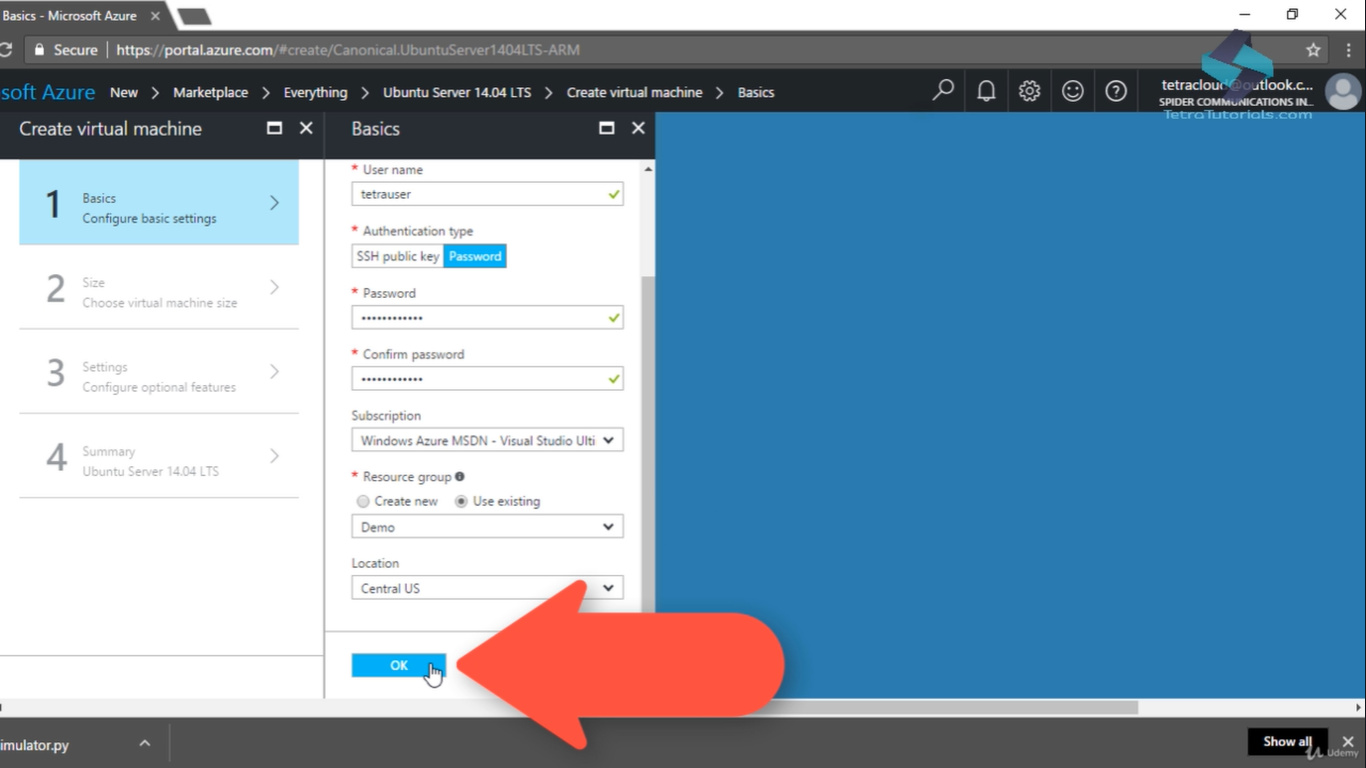 Basics - Microsoft Azure
Secure https://portal.azure.com/#create/Canonical.UbuntuServer1404LTS-ARM
soft Azure New Marketplace Everything Ubuntu Server 14.04 LTS Create virtual machine Basics
tetracloud@outlook.c...
SPIDER COMMUNICATIONS IN...
TetraTutorials.com
Create virtual machine
1
Basics
Configure basic settings
2
Size
Choose virtual machine size
3
Settings
Configure optional features
4
Summary
Ubuntu Server 14.04 LTS
Basics
* User name
tetrauser
* Authentication type
SSH public key Password
* Password
••••••••••••
* Confirm password
••••••••••••
Subscription
Windows Azure MSDN - Visual Studio Ulti
* Resource group
Create new Use existing
Demo
Location
Central US
OK
imulator.py
Show all
Udemy